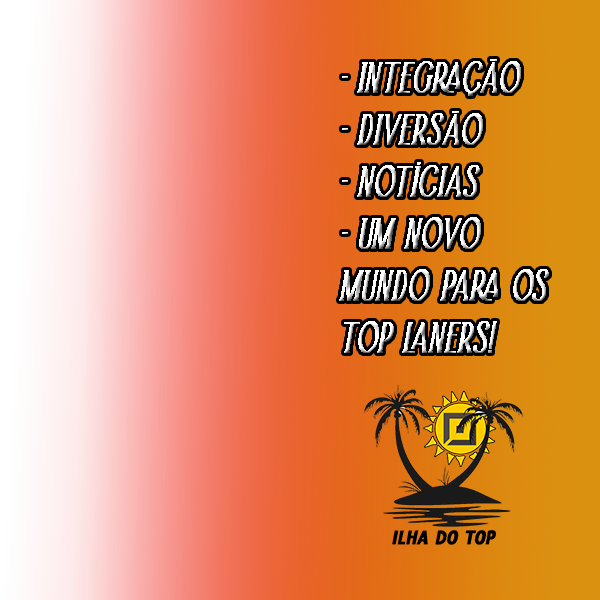 - INTEGRAÇÃO
- DIVERSÃO
- NOTÍCIAS
- UM NOVO
MUNDO PARA OS
TOP LANERS!
ILHA DO TOP